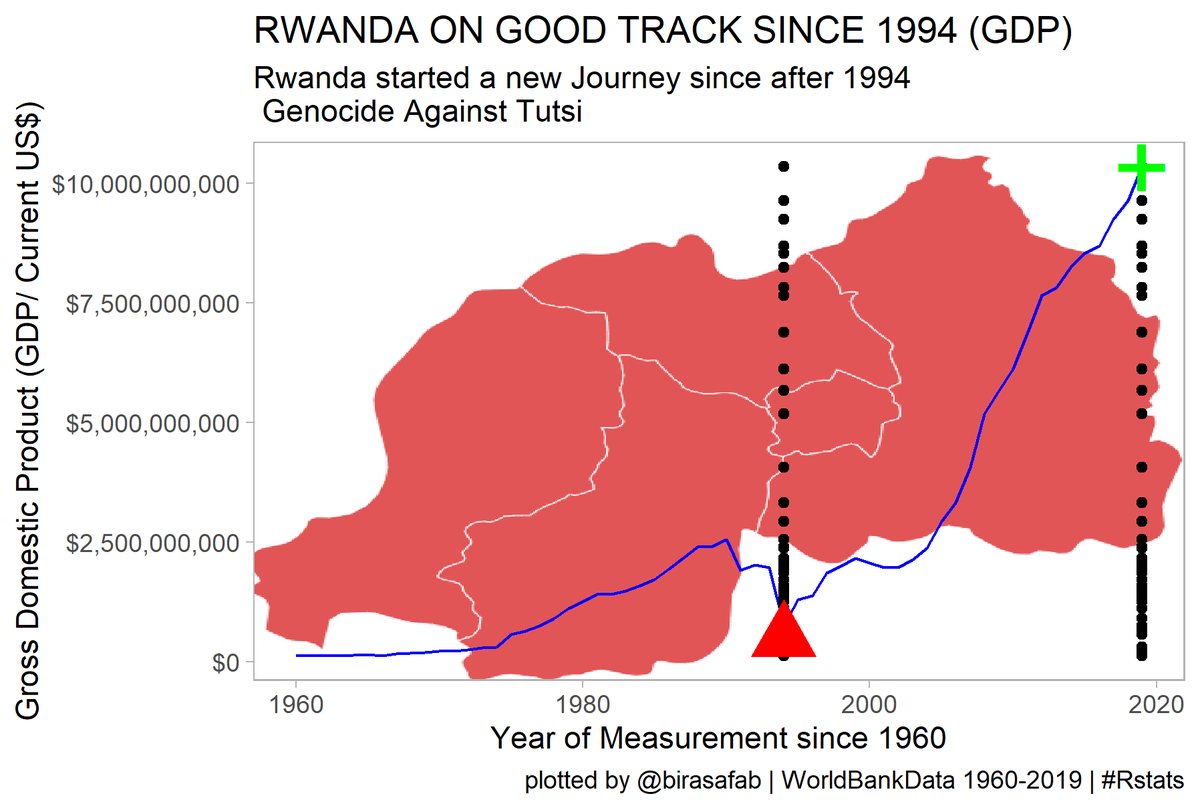 RWANDA ON GOOD TRACK SINCE 1994 (GDP)
Rwanda started a new Journey since after 1994
Genocide Against Tutsi
Gross Domestic Product (GDP/ Current US$)
$10,000,000,000
$7,500,000,000
$5,000,000,000
$2,500,000,000
$0
1960
1980
2000
2020
Year of Measurement since 1960
plotted by @birasafab | WorldBankData 1960-2019 | #Rstats